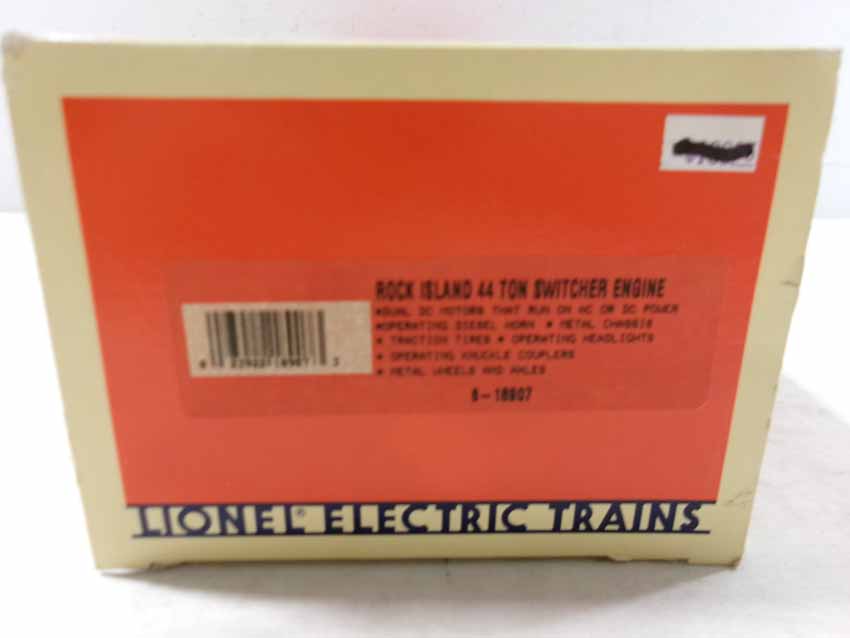 ROCK ISLAND 44 TON SWITCHER ENGINE
•DUAL DC MOTORS THAT RUN ON AC OR DC POWER
•OPERATING DIESEL HORN • METAL CHASSIS
• TRACTION TIRES • OPERATING HEADLIGHTS
• OPERATING KNUCKLE COUPLERS
• METAL WHEELS AND AXLES
6-18907
LIONEL® ELECTRIC TRAINS